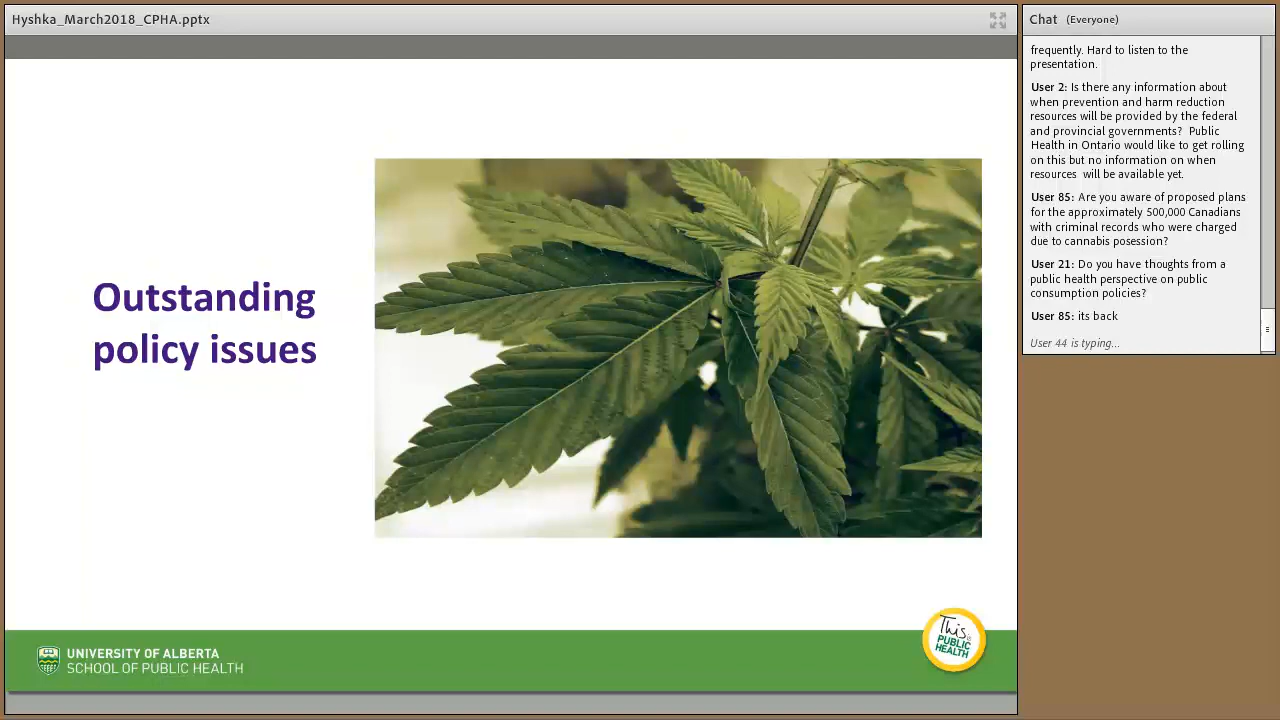 Hyshka_March2018_CPHA.pptx
Outstanding
policy issues
UNIVERSITY OF ALBERTA
SCHOOL OF PUBLIC HEALTH
This
is
PUBLIC
HEALTH
Chat (Everyone)
frequently. Hard to listen to the
presentation.
User 2: Is there any information about
when prevention and harm reduction
resources will be provided by the federal
and provincial governments? Public
Health in Ontario would like to get rolling
on this but no information on when
resources will be available yet.
User 85: Are you aware of proposed plans
for the approximately 500,000 Canadians
with criminal records who were charged
due to cannabis posession?
User 21: Do you have thoughts from a
public health perspective on public
consumption policies?
User 85: its back
User 44 is typing...